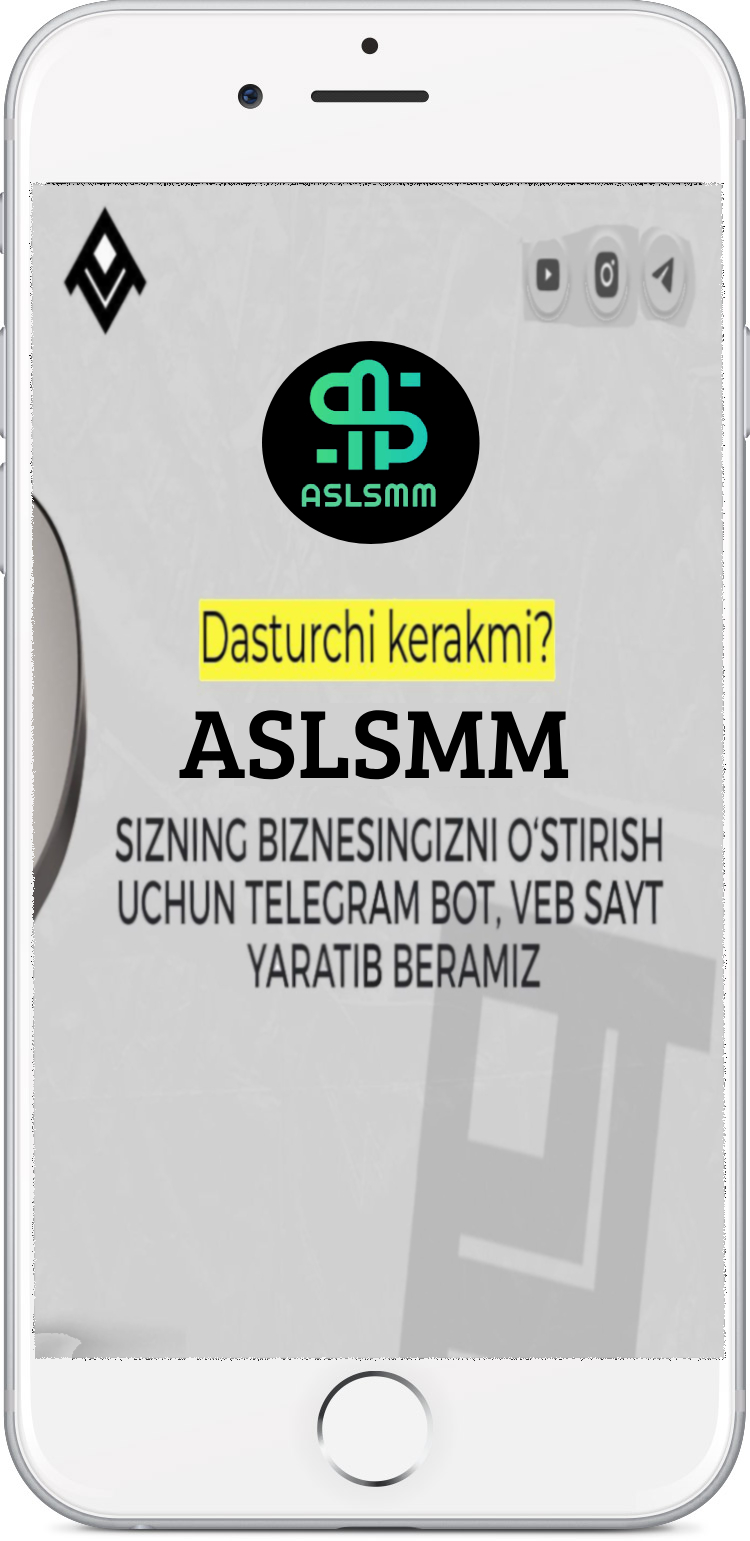 ASLSMM
Dasturchi kerakmi?
ASLSMM
SIZNING BIZNESINGIZNI O‘STIRISH
UCHUN TELEGRAM BOT, VEB SAYT
YARATIB BERAMIZ